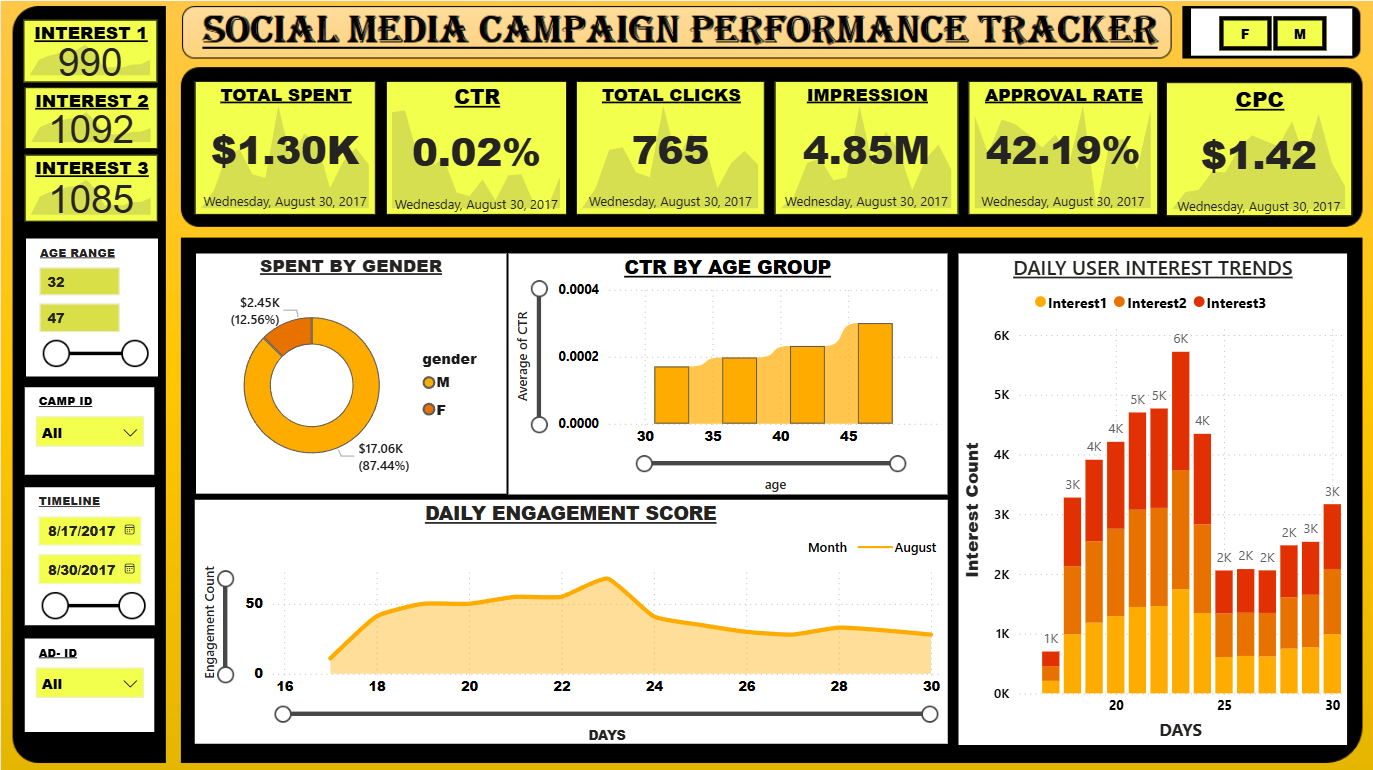 SOCIAL MEDIA CAMPAIGN PERFORMANCE TRACKER
F
M
INTEREST 1
990
INTEREST 2
1092
INTEREST 3
1085
TOTAL SPENT
$1.30K
Wednesday, August 30, 2017
CTR
0.02%
Wednesday, August 30, 2017
TOTAL CLICKS
765
Wednesday, August 30, 2017
IMPRESSION
4.85M
Wednesday, August 30, 2017
APPROVAL RATE
42.19%
Wednesday, August 30, 2017
CPC
$1.42
Wednesday, August 30, 2017
AGE RANGE
32
47
CAMP ID
All
TIMELINE
8/17/2017
8/30/2017
AD- ID
All
SPENT BY GENDER
$2.45K
(12.56%)
gender
M
F
$17.06K
(87.44%)
CTR BY AGE GROUP
Average of CTR
0.0004
0.0002
0.0000
30 35 40 45
age
DAILY ENGAGEMENT SCORE
Month August
Engagement Count
50
0
16 18 20 22 24 26 28 30
DAYS
DAILY USER INTEREST TRENDS
Interest1 Interest2 Interest3
Interest Count
6K
5K
4K
3K
2K
1K
0K
1K 3K 4K 4K 5K 5K 6K 4K 2K 2K 2K 2K 3K 3K
20 25 30
DAYS